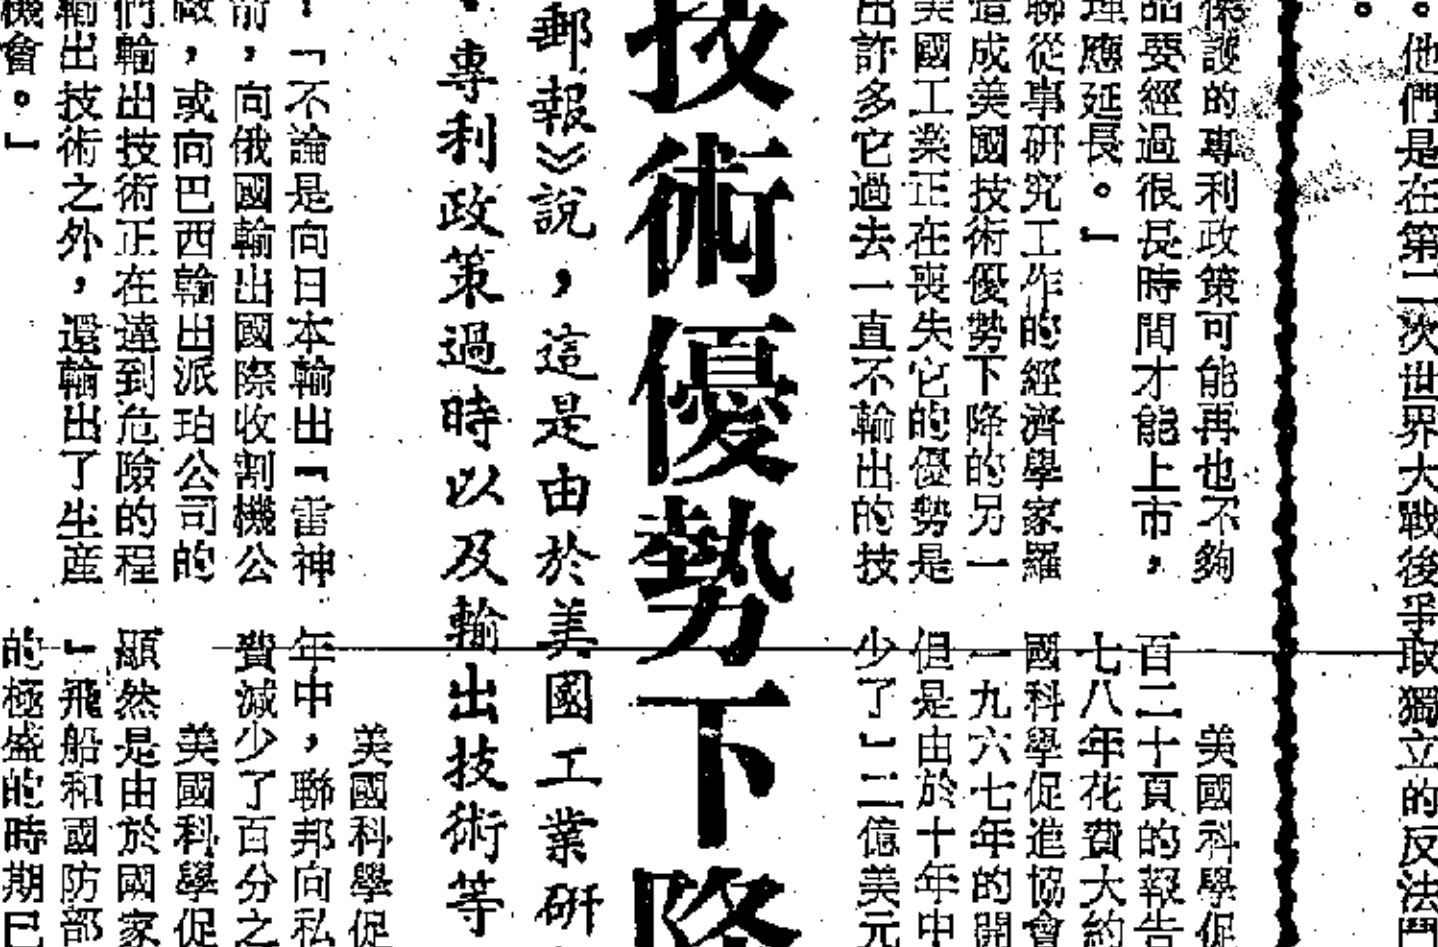 。他們是在第二次世界大戰後爭取獨立的反法鬥
。
保護的專利政策可能再也不夠
品要經過很長時間才能上市，
理應延長。」
聯從事研究工作的經濟學家羅
造成美國技術優勢下降的另一
美國工業正在喪失它的優勢是
出許多它過去一直不輸出的技
美國科學促
百二十頁的報告
七八年花費大約
國科學促進協會
一九六七年的開
但是由於十年中
少了」二億美元
技術優勢下降
郵報》說，這是由於美國工業研
·專利政策過時以及輸出技術等
：「不論是向日本輸出「雷神
前，向俄國輸出國際收割機公
廠，或向巴西輸出派珀公司的
們輸出技術正在達到危險的程
輸出技術之外，還輸出了生産
機會。」
美國科學促
年中，聯邦向私
費減少了百分之
美國科學促
顯然是由於國家
」飛船和國防部
的極盛的時期已